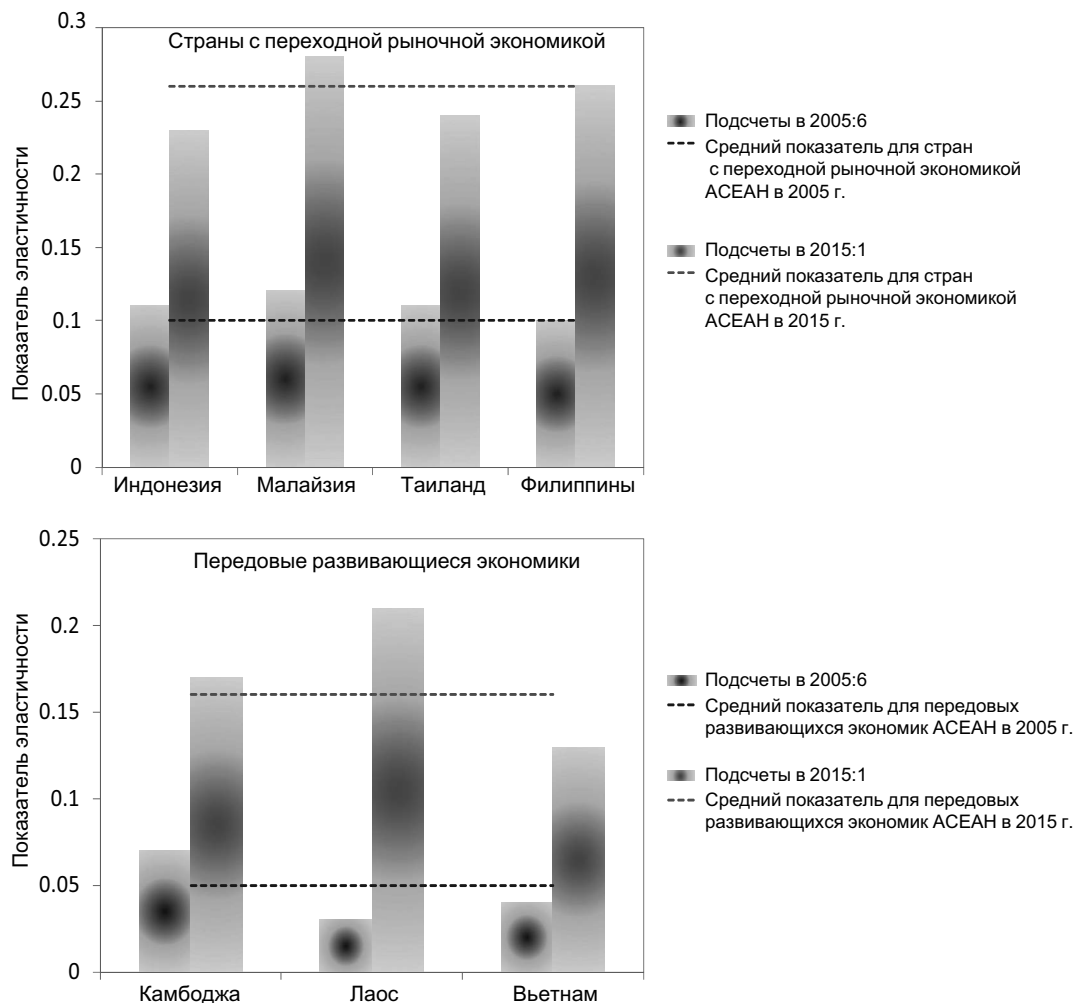 Страны с переходной рыночной экономикой
Показатель эластичности
0.3
0.25
0.2
0.15
0.1
0.05
0
Индонезия Малайзия Таиланд Филиппины
Подсчеты в 2005:6
Средний показатель для стран
с переходной рыночной экономикой
АСЕАН в 2005 г.
Подсчеты в 2015:1
Средний показатель для стран
с переходной рыночной экономикой
АСЕАН в 2015 г.
Передовые развивающиеся экономики
Показатель эластичности
0.25
0.2
0.15
0.1
0.05
0
Камбоджа Лаос Вьетнам
Подсчеты в 2005:6
Средний показатель для передовых
развивающихся экономик АСЕАН в 2005 г.
Подсчеты в 2015:1
Средний показатель для передовых
развивающихся экономик АСЕАН в 2015 г.